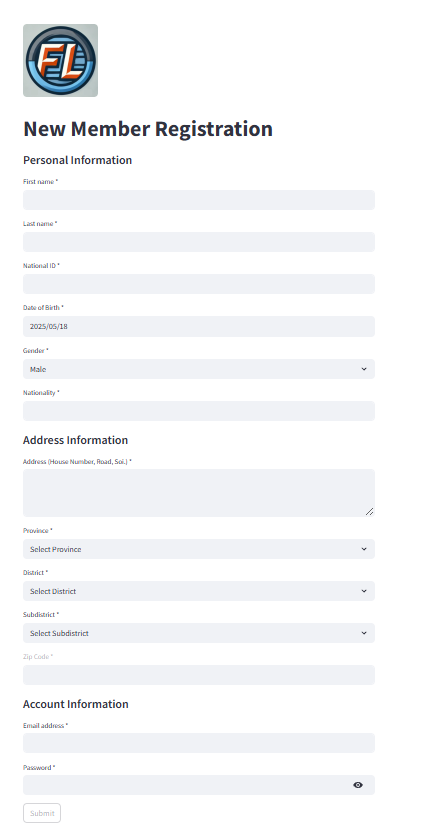 FL
New Member Registration
Personal Information
First name *
Last name *
National ID *
Date of Birth *
2025/05/18
Gender *
Male
Nationality *
Address Information
Address (House Number, Road, Soi.) *
Province *
Select Province
District *
Select District
Subdistrict *
Select Subdistrict
Zip Code *
Account Information
Email address *
Password *
Submit